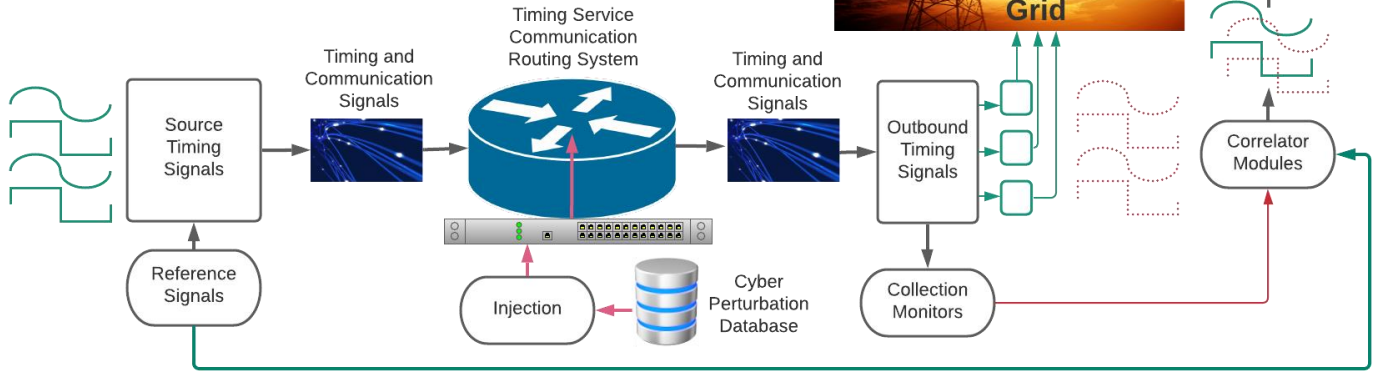 Timing Service
Communication
Routing System
Grid
Timing and
Communication
Signals
Timing and
Communication
Signals
Source
Timing
Signals
Outbound
Timing
Signals
Correlator
Modules
Reference
Signals
Injection
Cyber
Perturbation
Database
Collection
Monitors